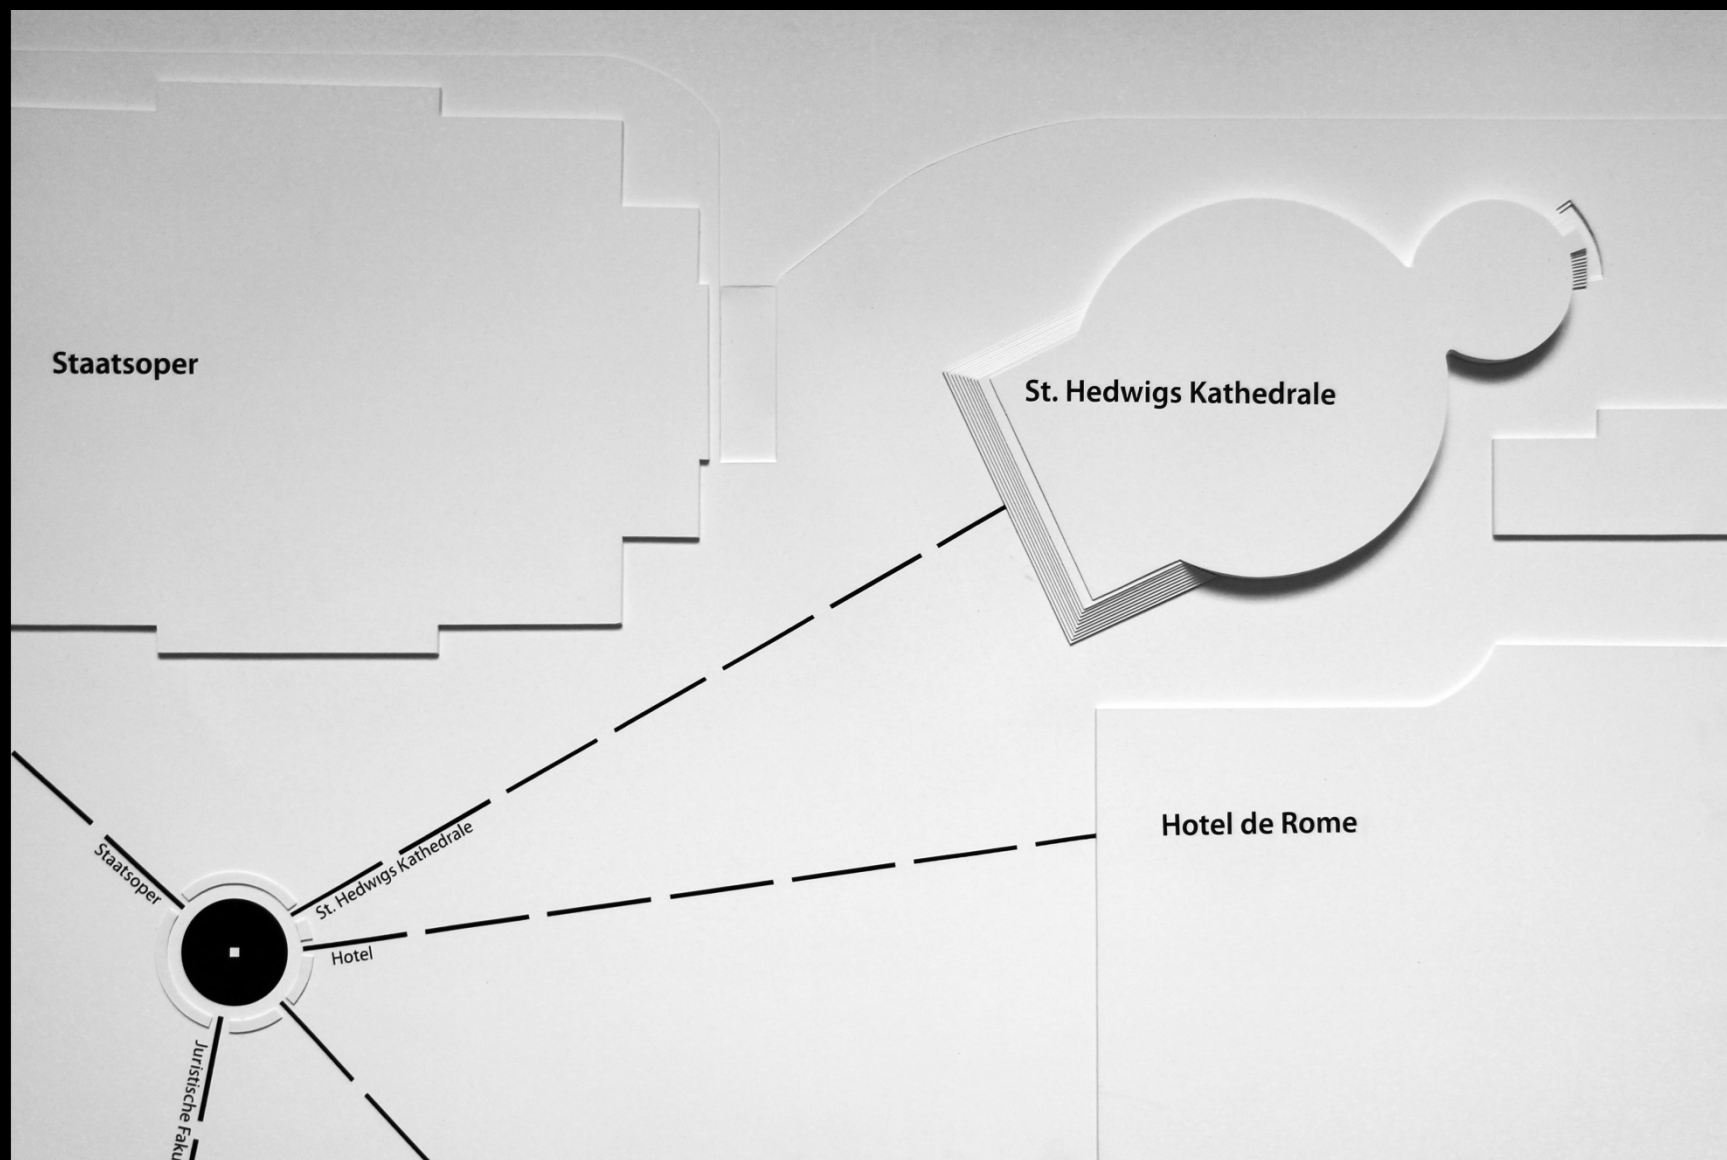 Staatsoper
St. Hedwigs Kathedrale
Hotel de Rome
Staatsoper
St. Hedwigs Kathedrale
Hotel
Juristische Faku